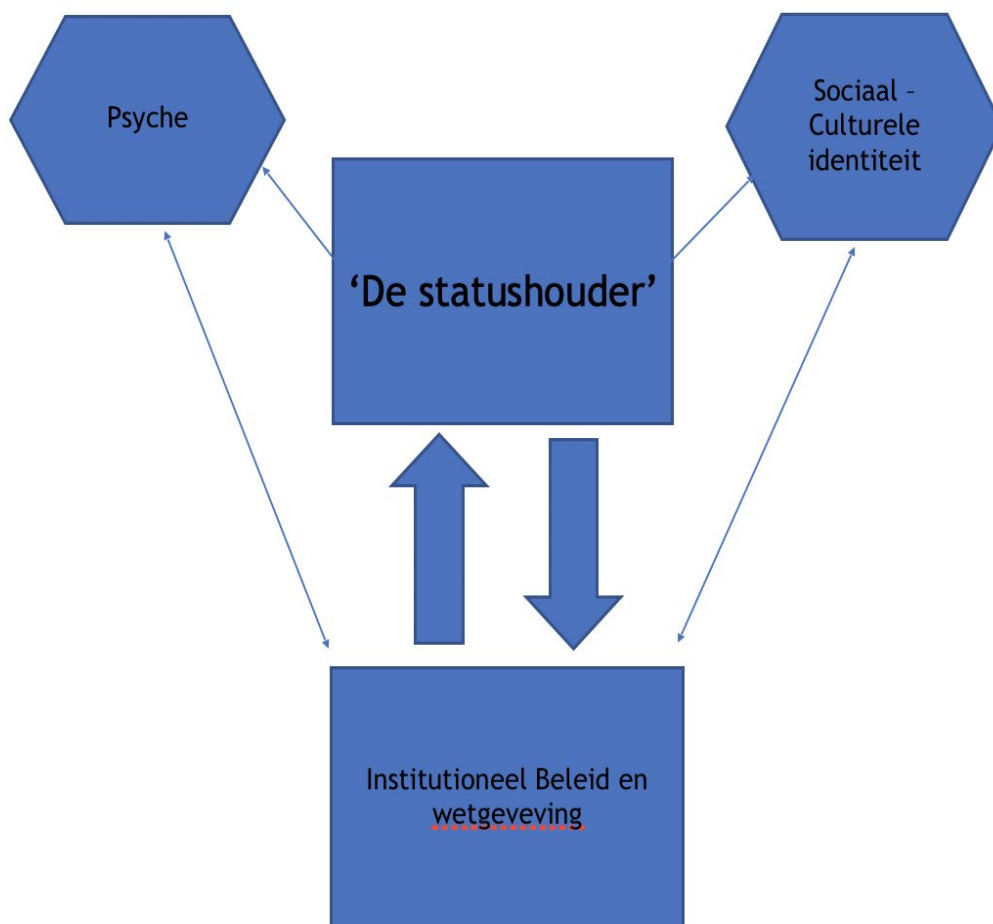 Psyche
Sociaal –
Culturele
identiteit
‘De statushouder’
Institutioneel Beleid en
wetgeveving